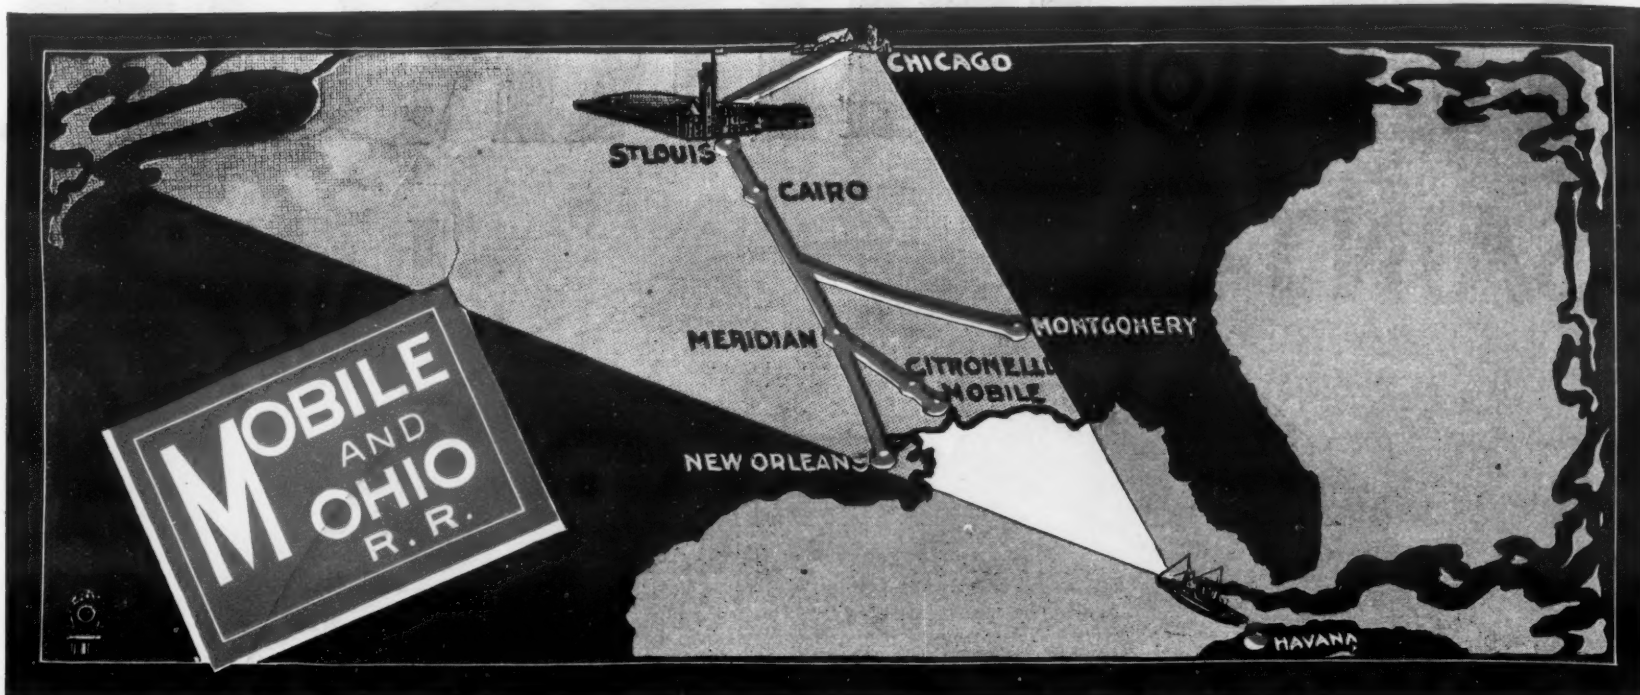 CHICAGO
ST LOUIS
CAIRO
MONTGOMERY
MERIDIAN
CITRONELLE
MOBILE
NEW ORLEANS
HAVANA
MOBILE
AND
OHIO
R. R.